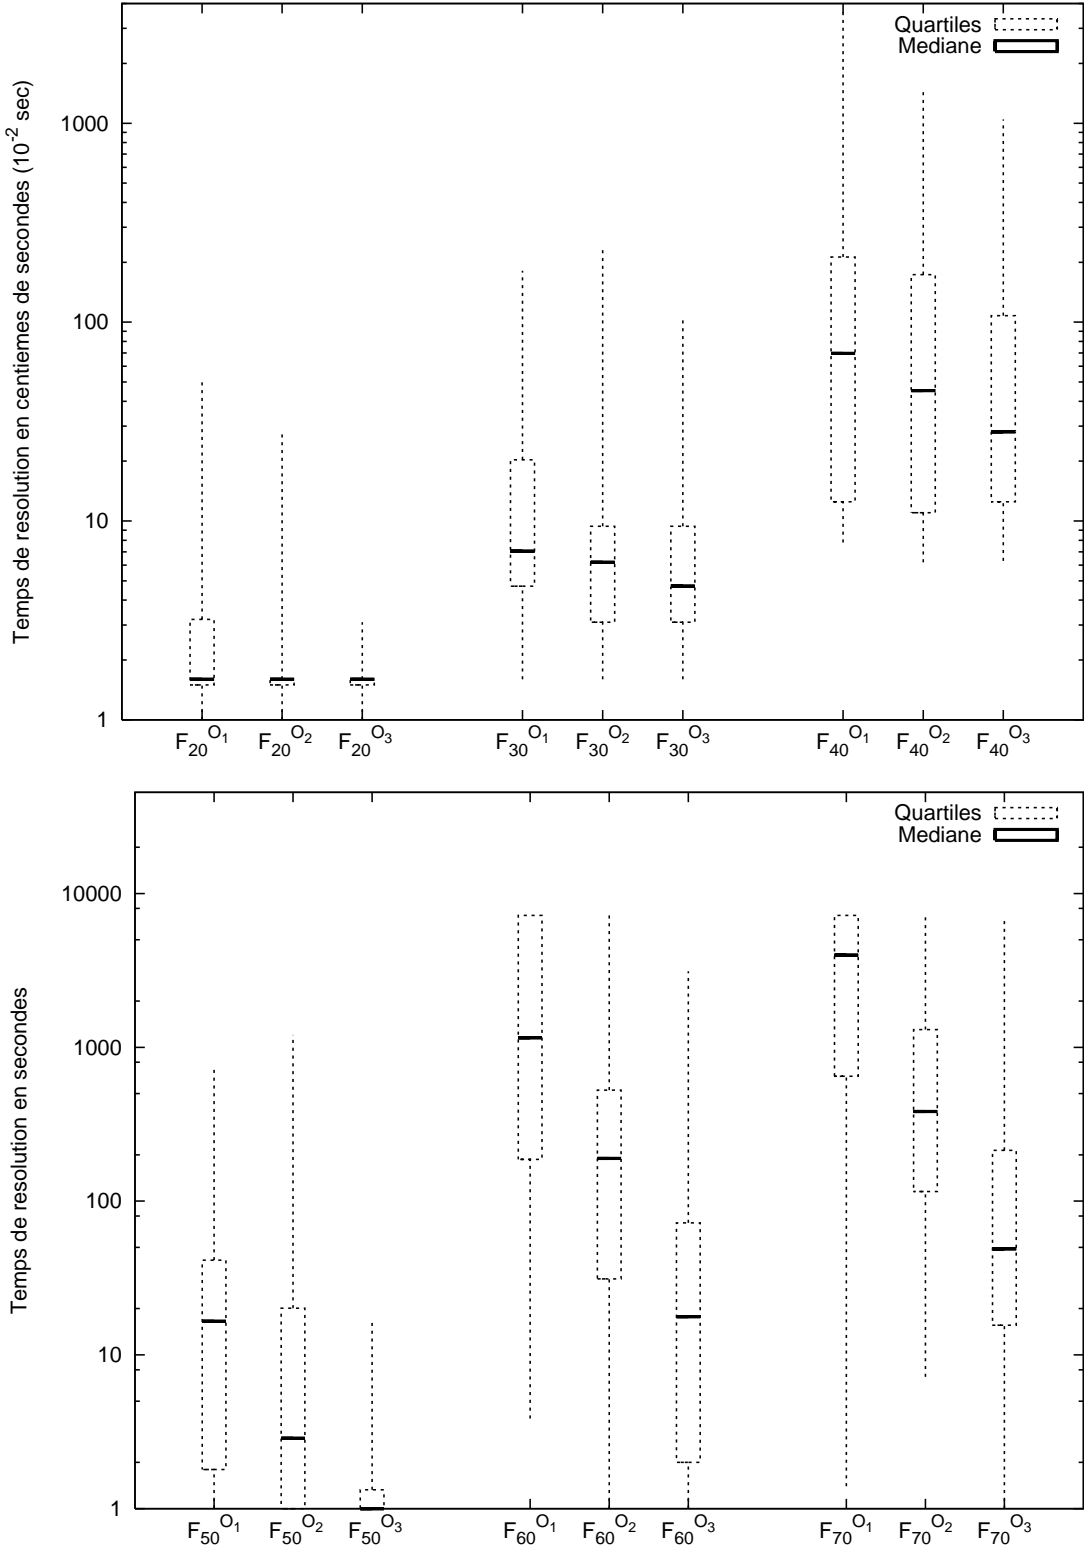 Temps de resolution en centiemes de secondes (10^-2 sec)
Quartiles
Mediane
1000
100
10
1
F20^O1 F20^O2 F20^O3 F30^O1 F30^O2 F30^O3 F40^O1 F40^O2 F40^O3
Temps de resolution en secondes
Quartiles
Mediane
10000
1000
100
10
1
F50^O1 F50^O2 F50^O3 F60^O1 F60^O2 F60^O3 F70^O1 F70^O2 F70^O3